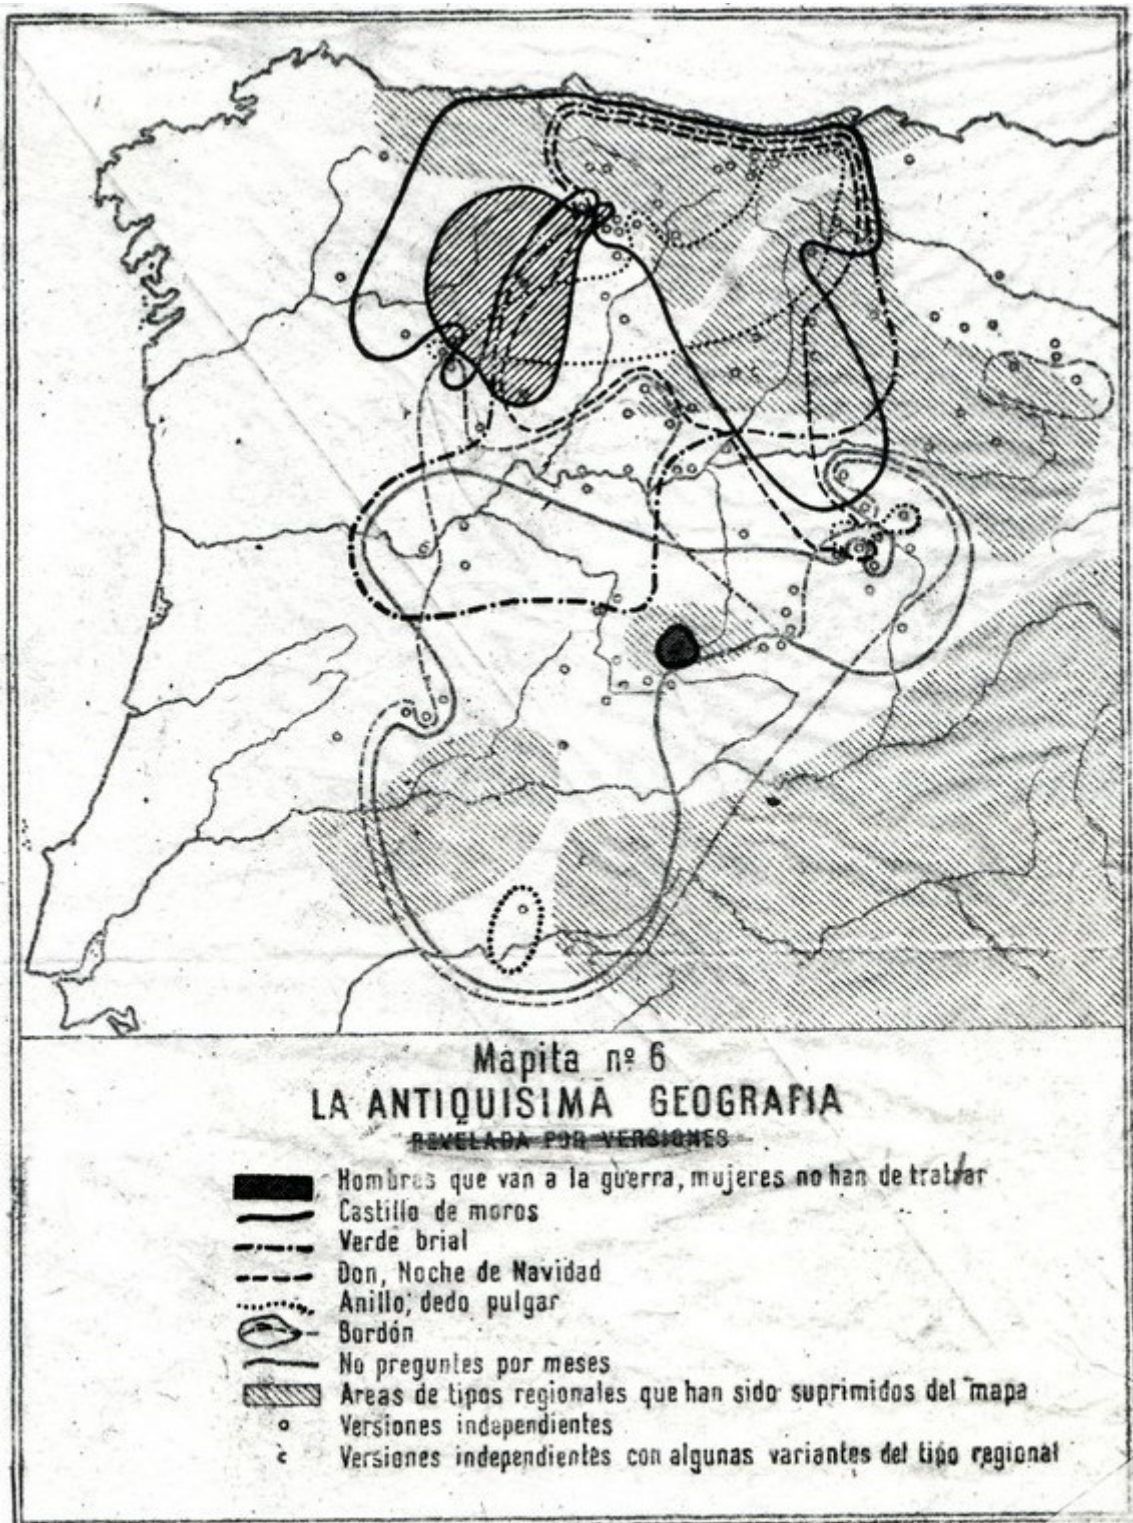 Mapita nº 6
LA ANTIQUISIMA GEOGRAFIA
REVELADA POR VERSIONES
Hombres que van a la guerra, mujeres no han de tratar
Castillo de moros
Verde brial
Don, Noche de Navidad
Anillo; dedo pulgar
Bordón
No preguntes por meses
Areas de tipos regionales que han sido suprimidos del mapa
Versiones independientes
c Versiones independientes con algunas variantes del tipo regional